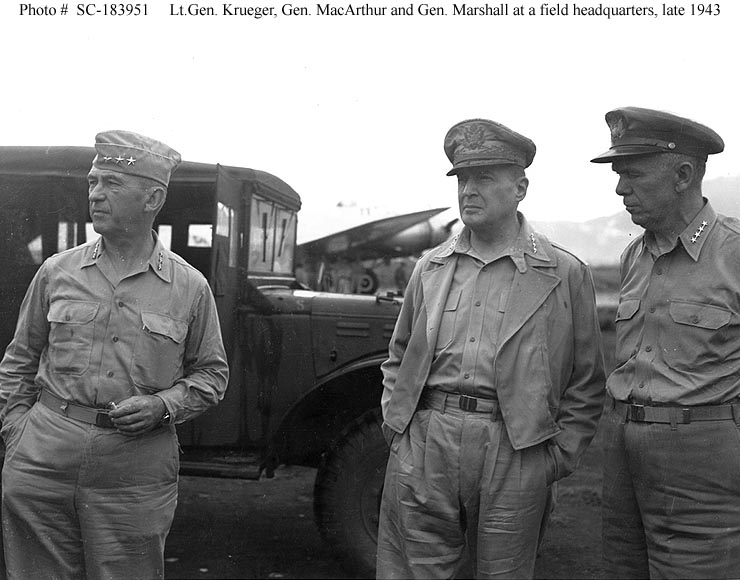 Photo # SC-183951 Lt.Gen. Krueger, Gen. MacArthur and Gen. Marshall at a field headquarters, late 1943